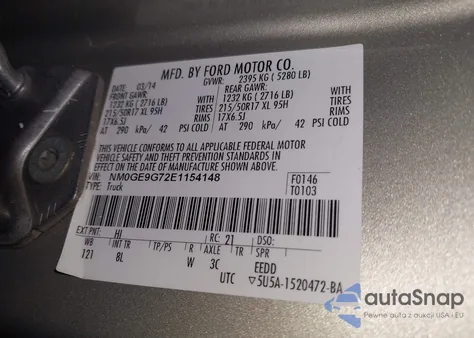 MFD. BY FORD MOTOR CO.
DATE: 03/14 GVWR: 2395 KG ( 5280 LB)
FRONT GAWR: REAR GAWR:
1232 KG ( 2716 LB) WITH 1232 KG ( 2716 LB) WITH
215/50R17 XL 95H TIRES 215/50R17 XL 95H TIRES
17X6.5J RIMS 17X6.5J RIMS
AT 290 kPa/ 42 PSI COLD AT 290 kPa/ 42 PSI COLD
THIS VEHICLE CONFORMS TO ALL APPLICABLE FEDERAL MOTOR
VEHICLE SAFETY AND THEFT PREVENTION STANDARDS IN
EFFECT ON THE DATE OF MANUFACTURE SHOWN ABOVE.
VIN: NM0GE9G72E1154148 F0146
TYPE: Truck T0103
EXT PNT: HI RC: 21 DSO:
WB INT TR TP/PS R AXLE TR SPR
121 BL W 3C EEDD
UTC ▽5U5A-1520472-BA
autoSnap
Pewne auta z aukcji USA i EU